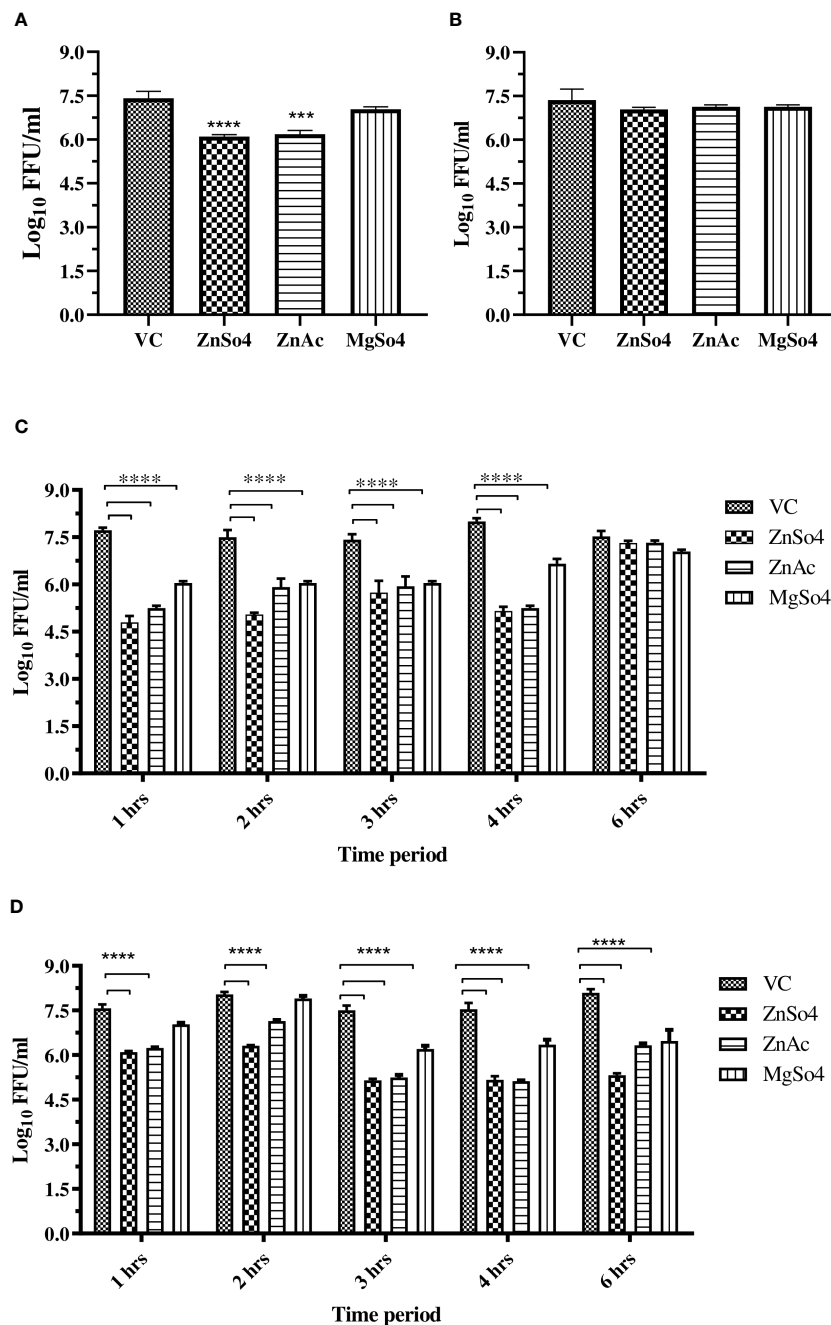 A
Log10 FFU/ml
9.0
7.5
6.0
4.5
3.0
1.5
0.0
****
***
VC
ZnSo4
ZnAc
MgSo4
B
Log10 FFU/ml
9.0
7.5
6.0
4.5
3.0
1.5
0.0
VC
ZnSo4
ZnAc
MgSo4
C
Log10 FFU/ml
9.0
7.5
6.0
4.5
3.0
1.5
0.0
****
****
****
****
1 hrs
2 hrs
3 hrs
4 hrs
6 hrs
Time period
VC
ZnSo4
ZnAc
MgSo4
D
Log10 FFU/ml
9.0
7.5
6.0
4.5
3.0
1.5
0.0
****
****
****
****
****
1 hrs
2 hrs
3 hrs
4 hrs
6 hrs
Time period
VC
ZnSo4
ZnAc
MgSo4